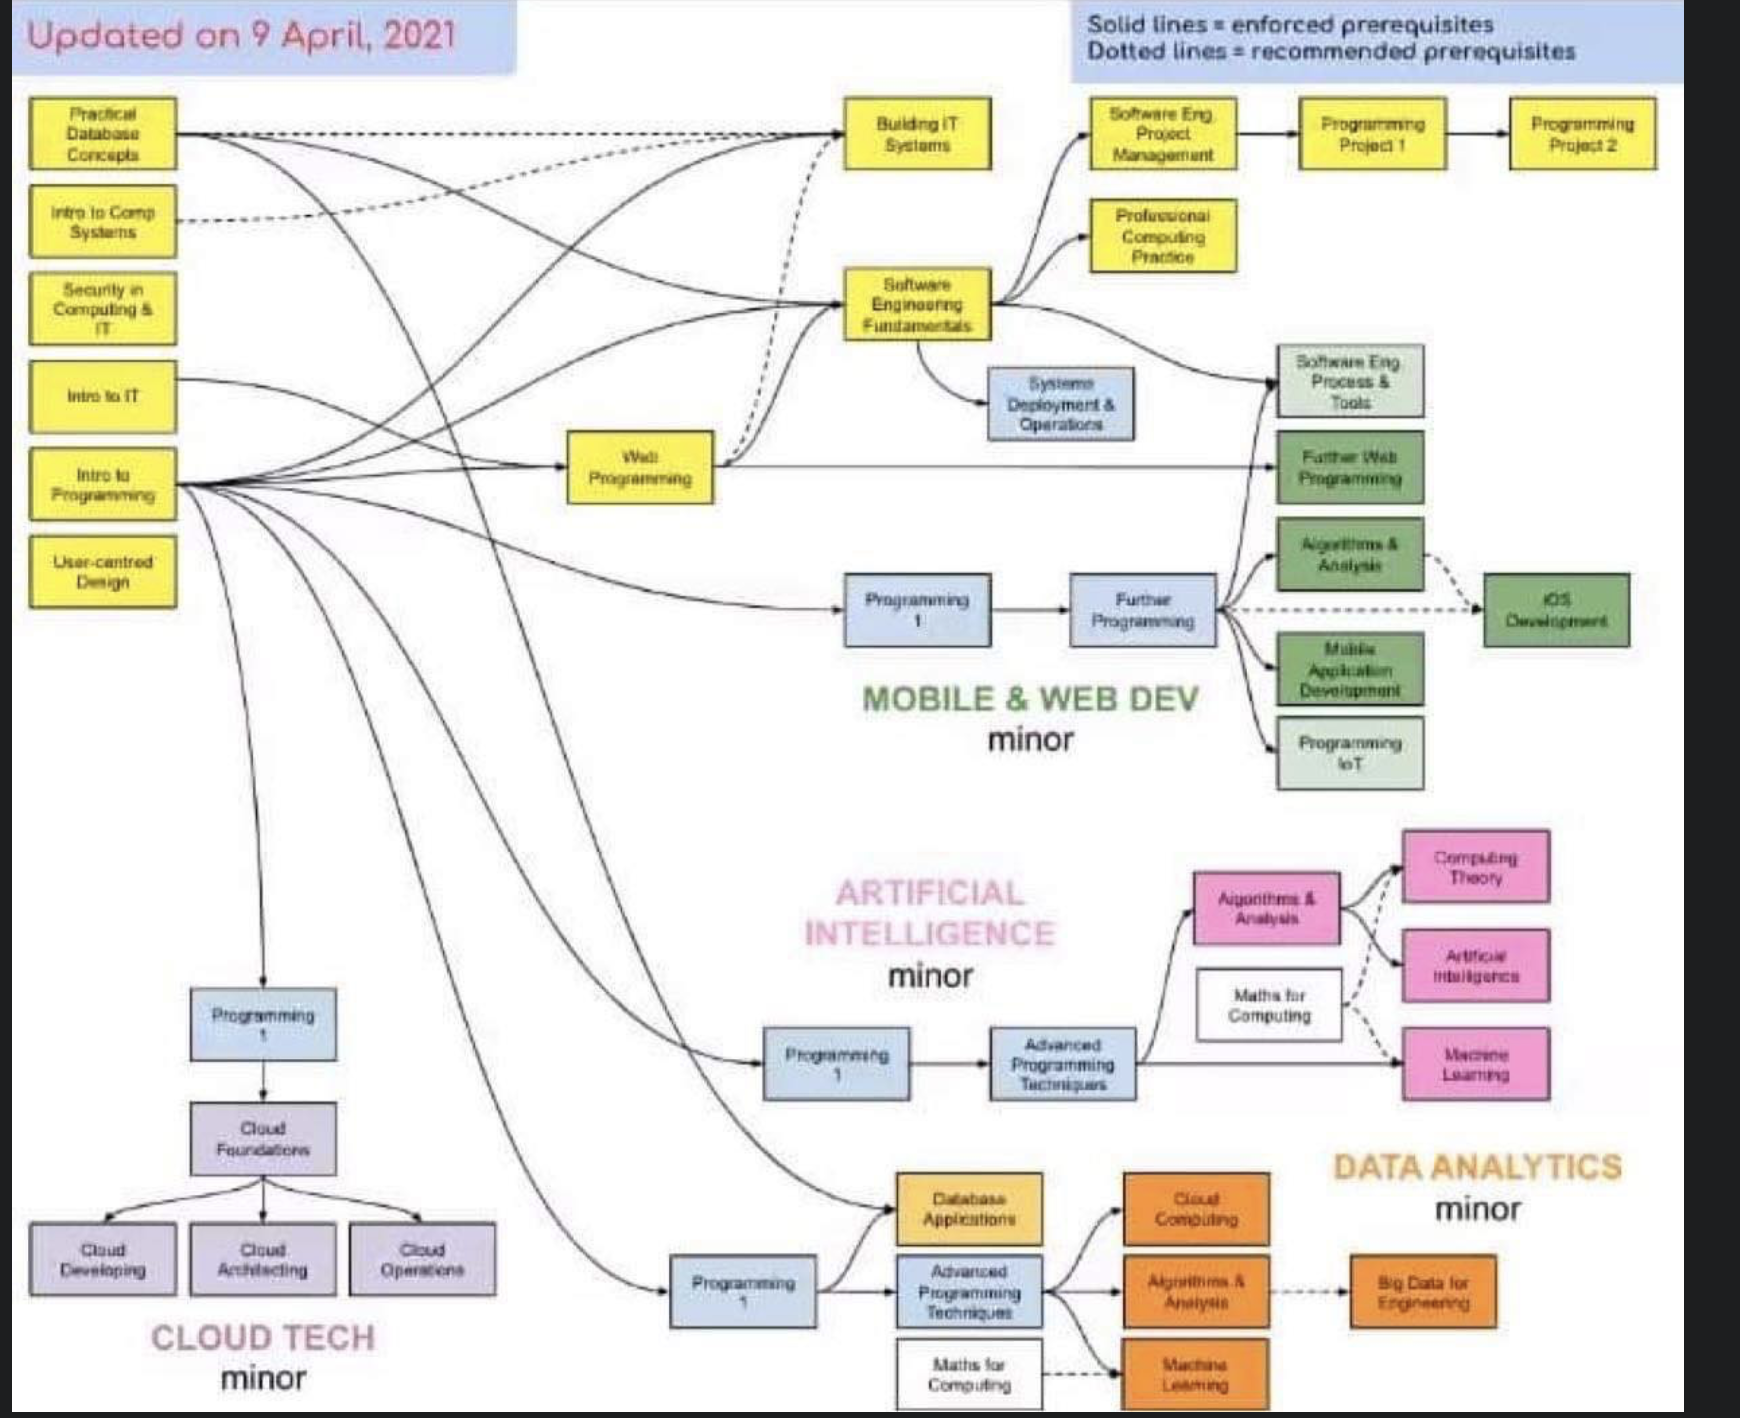 Updated on 9 April, 2021
Solid lines = enforced prerequisites
Dotted lines = recommended prerequisites
Practical
Database
Concepts
Building IT
Systems
Software Eng.
Project
Management
Programming
Project 1
Programming
Project 2
Intro to Comp
Systems
Professional
Computing
Practice
Security in
Computing &
IT
Software
Engineering
Fundamentals
Intro to IT
Systems
Deployment &
Operations
Software Eng.
Process &
Tools
Intro to
Programming
Web
Programming
Further Web
Programming
User-centred
Design
Algorithms &
Analysis
Programming
1
Further
Programming
iOS
Development
Mobile
Application
Development
MOBILE & WEB DEV
minor
Programming
IoT
ARTIFICIAL
INTELLIGENCE
minor
Algorithms &
Analysis
Computing
Theory
Artificial
Intelligence
Maths for
Computing
Programming
1
Programming
1
Advanced
Programming
Techniques
Machine
Learning
Cloud
Foundations
DATA ANALYTICS
minor
Database
Applications
Cloud
Computing
Cloud
Developing
Cloud
Architecting
Cloud
Operations
Programming
1
Advanced
Programming
Techniques
Algorithms &
Analysis
Big Data for
Engineering
CLOUD TECH
minor
Maths for
Computing
Machine
Learning